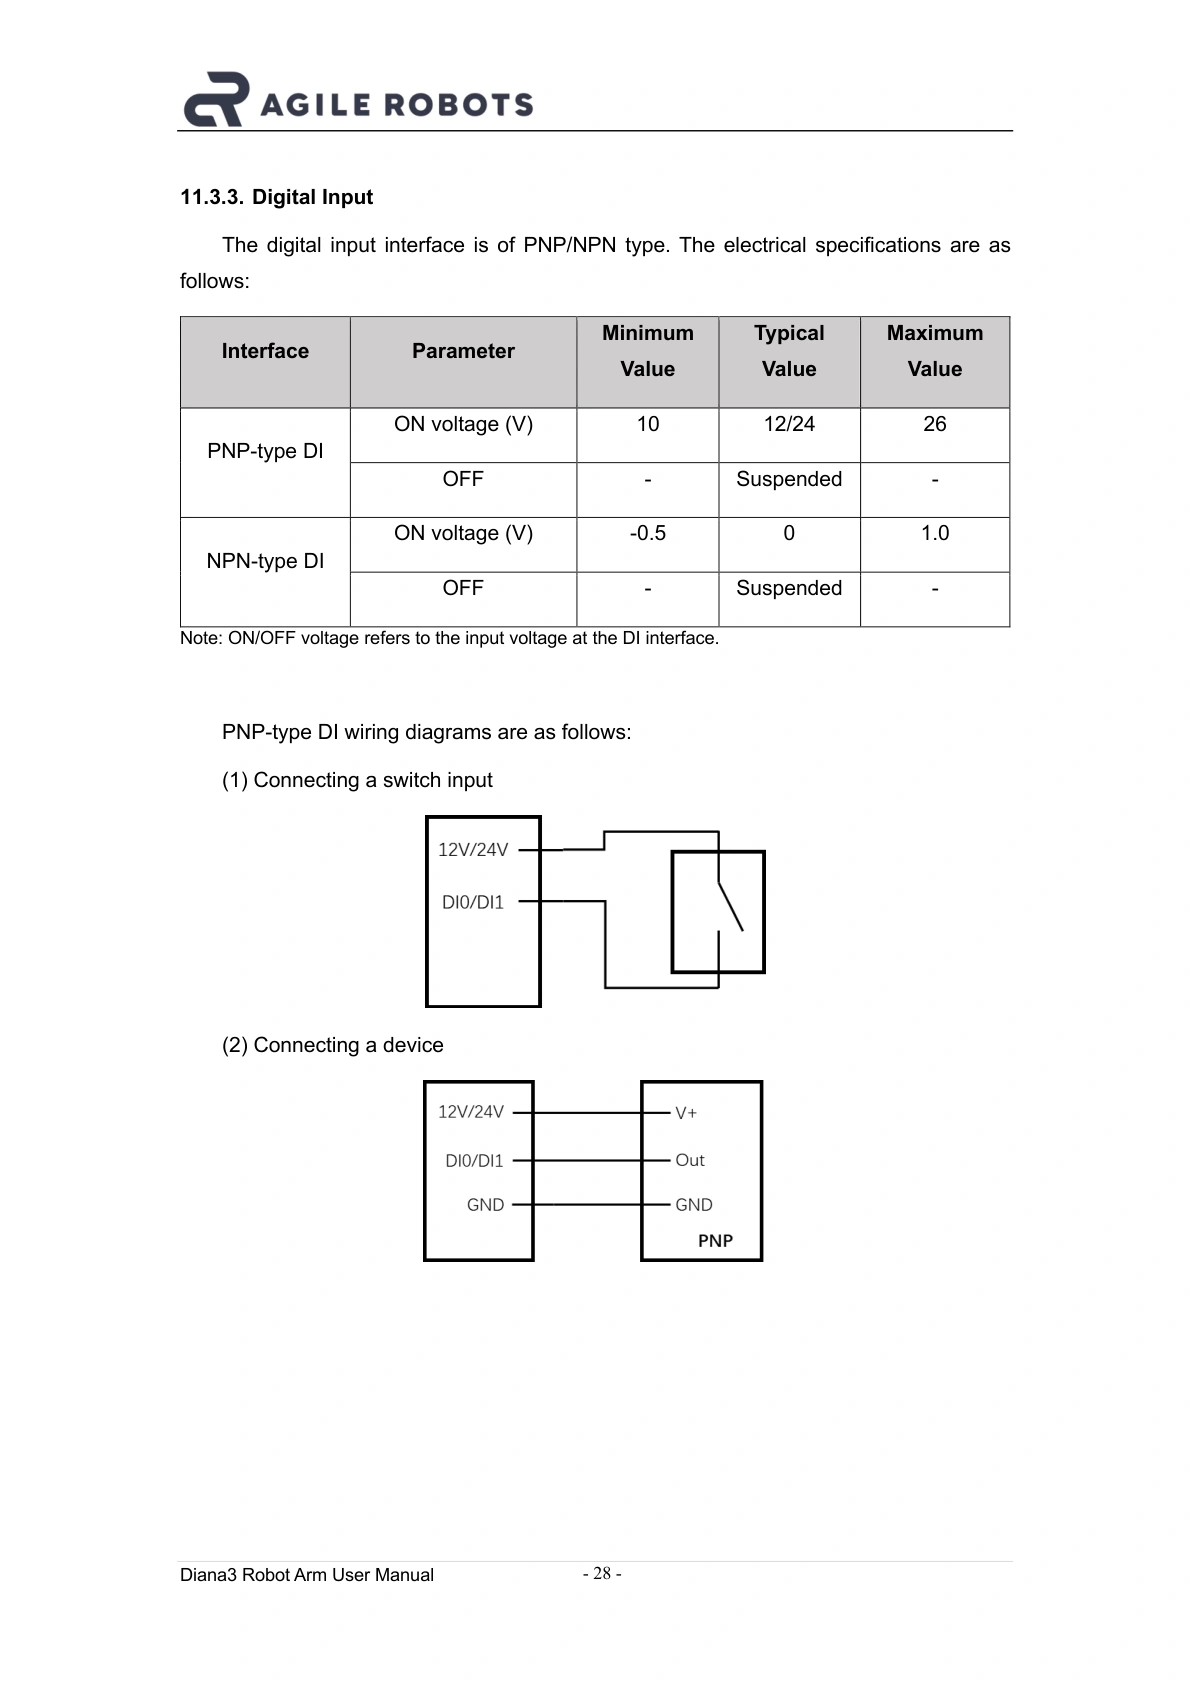 AGILE ROBOTS
11.3.3. Digital Input
The digital input interface is of PNP/NPN type. The electrical specifications are as
follows:
Interface Parameter Minimum Value Typical Value Maximum Value
PNP-type DI ON voltage (V) 10 12/24 26
OFF - Suspended -
NPN-type DI ON voltage (V) -0.5 0 1.0
OFF - Suspended -
Note: ON/OFF voltage refers to the input voltage at the DI interface.
PNP-type DI wiring diagrams are as follows:
(1) Connecting a switch input
12V/24V
DI0/DI1
(2) Connecting a device
12V/24V V+
DI0/DI1 Out
GND GND
PNP
Diana3 Robot Arm User Manual - 28 -